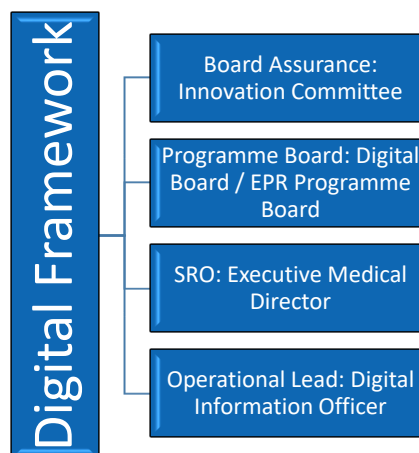 Digital Framework
Board Assurance:
Innovation Committee
Programme Board: Digital
Board / EPR Programme
Board
SRO: Executive Medical
Director
Operational Lead: Digital
Information Officer